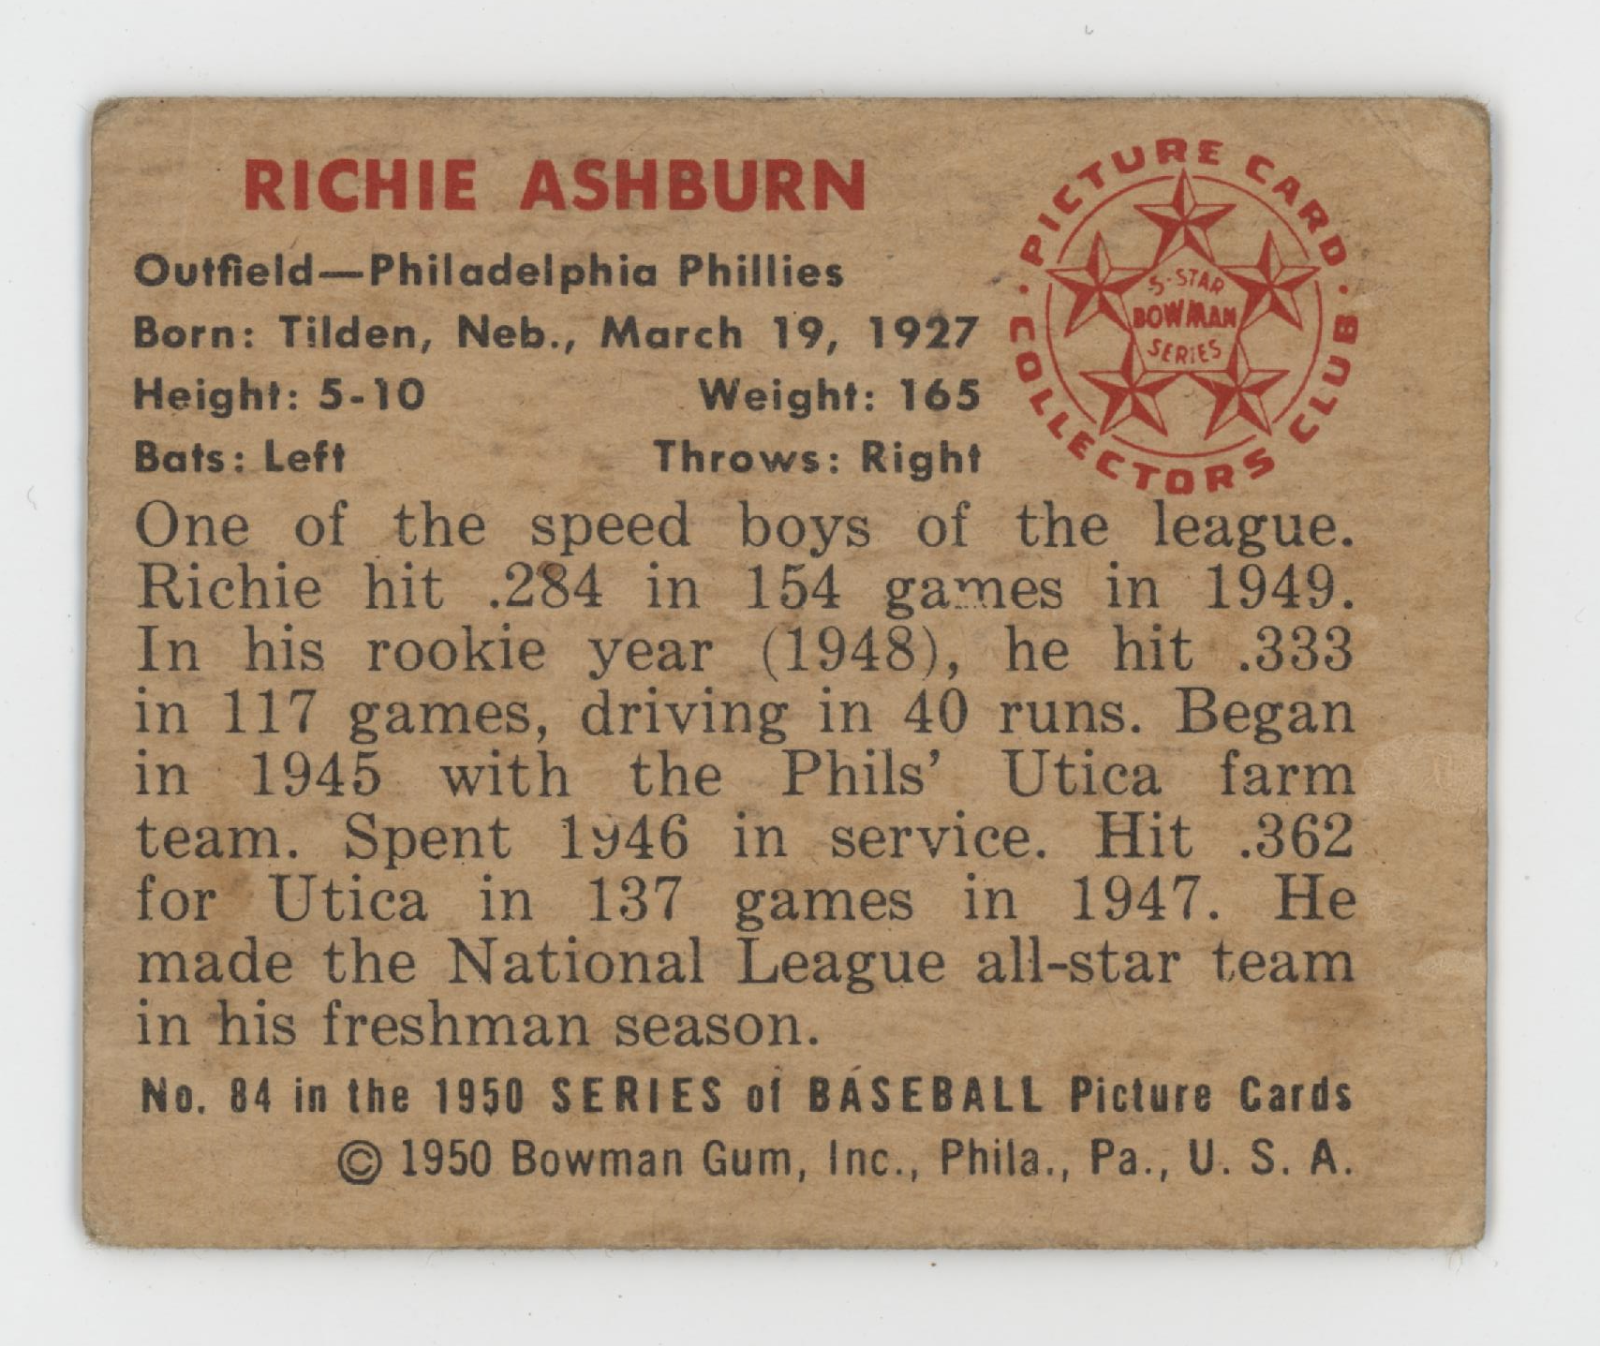 RICHIE ASHBURN
Outfield—Philadelphia Phillies
Born: Tilden, Neb., March 19, 1927
Height: 5-10 Weight: 165
Bats: Left Throws: Right
· PICTURE CARD ·
COLLECTORS CLUB
5-STAR
BOWMAN
SERIES
One of the speed boys of the league.
Richie hit .284 in 154 games in 1949.
In his rookie year (1948), he hit .333
in 117 games, driving in 40 runs. Began
in 1945 with the Phils' Utica farm
team. Spent 1946 in service. Hit .362
for Utica in 137 games in 1947. He
made the National League all-star team
in his freshman season.
No. 84 in the 1950 SERIES of BASEBALL Picture Cards
© 1950 Bowman Gum, Inc., Phila., Pa., U. S. A.